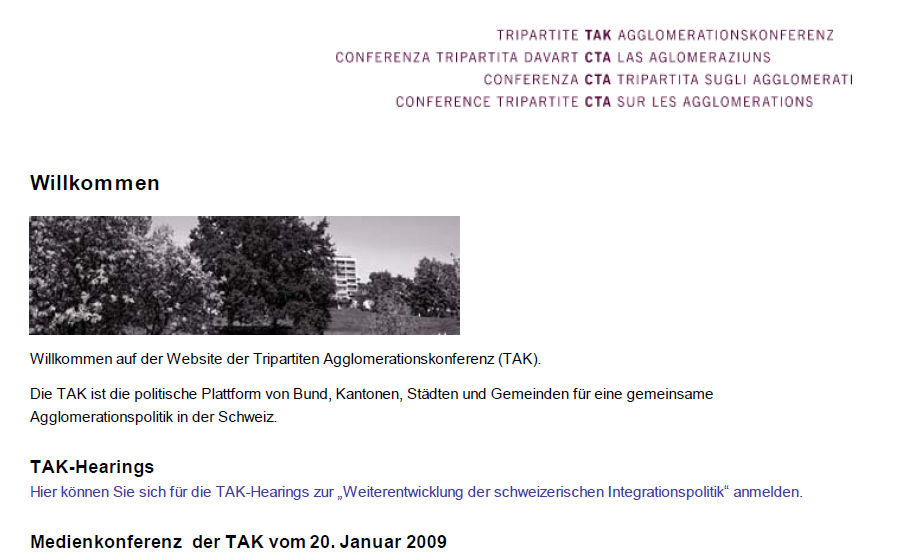 TRIPARTITE TAK AGGLOMERATIONSKONFERENZ
CONFERENZA TRIPARTITA DAVART CTA LAS AGLOMERAZIUNS
CONFERENZA CTA TRIPARTITA SUGLI AGGLOMERATI
CONFERENCE TRIPARTITE CTA SUR LES AGGLOMERATIONS
Willkommen
Willkommen auf der Website der Tripartiten Agglomerationskonferenz (TAK).
Die TAK ist die politische Plattform von Bund, Kantonen, Städten und Gemeinden für eine gemeinsame
Agglomerationspolitik in der Schweiz.
TAK-Hearings
Hier können Sie sich für die TAK-Hearings zur „Weiterentwicklung der schweizerischen Integrationspolitik“ anmelden.
Medienkonferenz der TAK vom 20. Januar 2009